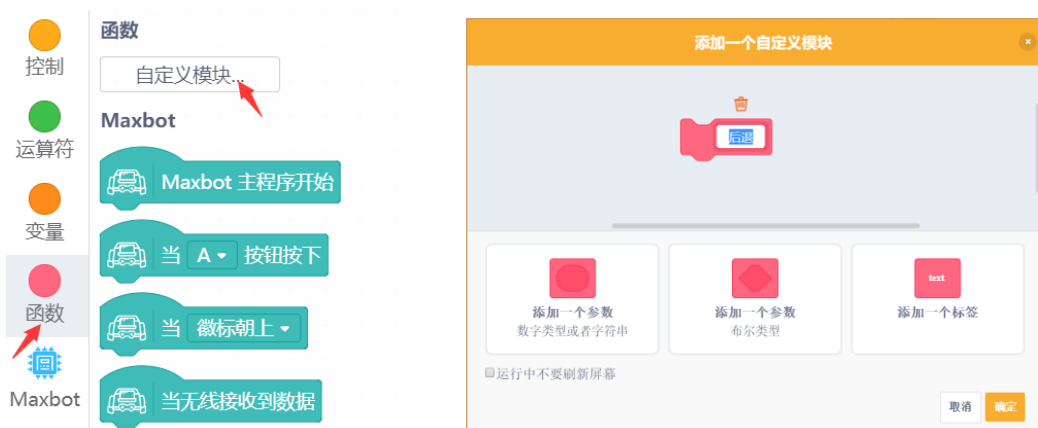 控制
运算符
变量
函数
Maxbot
函数
自定义模块...
Maxbot
Maxbot 主程序开始
当 A 按钮按下
当 徽标朝上
当无线接收到数据
添加一个自定义模块
后退
添加一个参数
数字类型或者字符串
添加一个参数
布尔类型
text
添加一个标签
运行中不要刷新屏幕
取消
确定